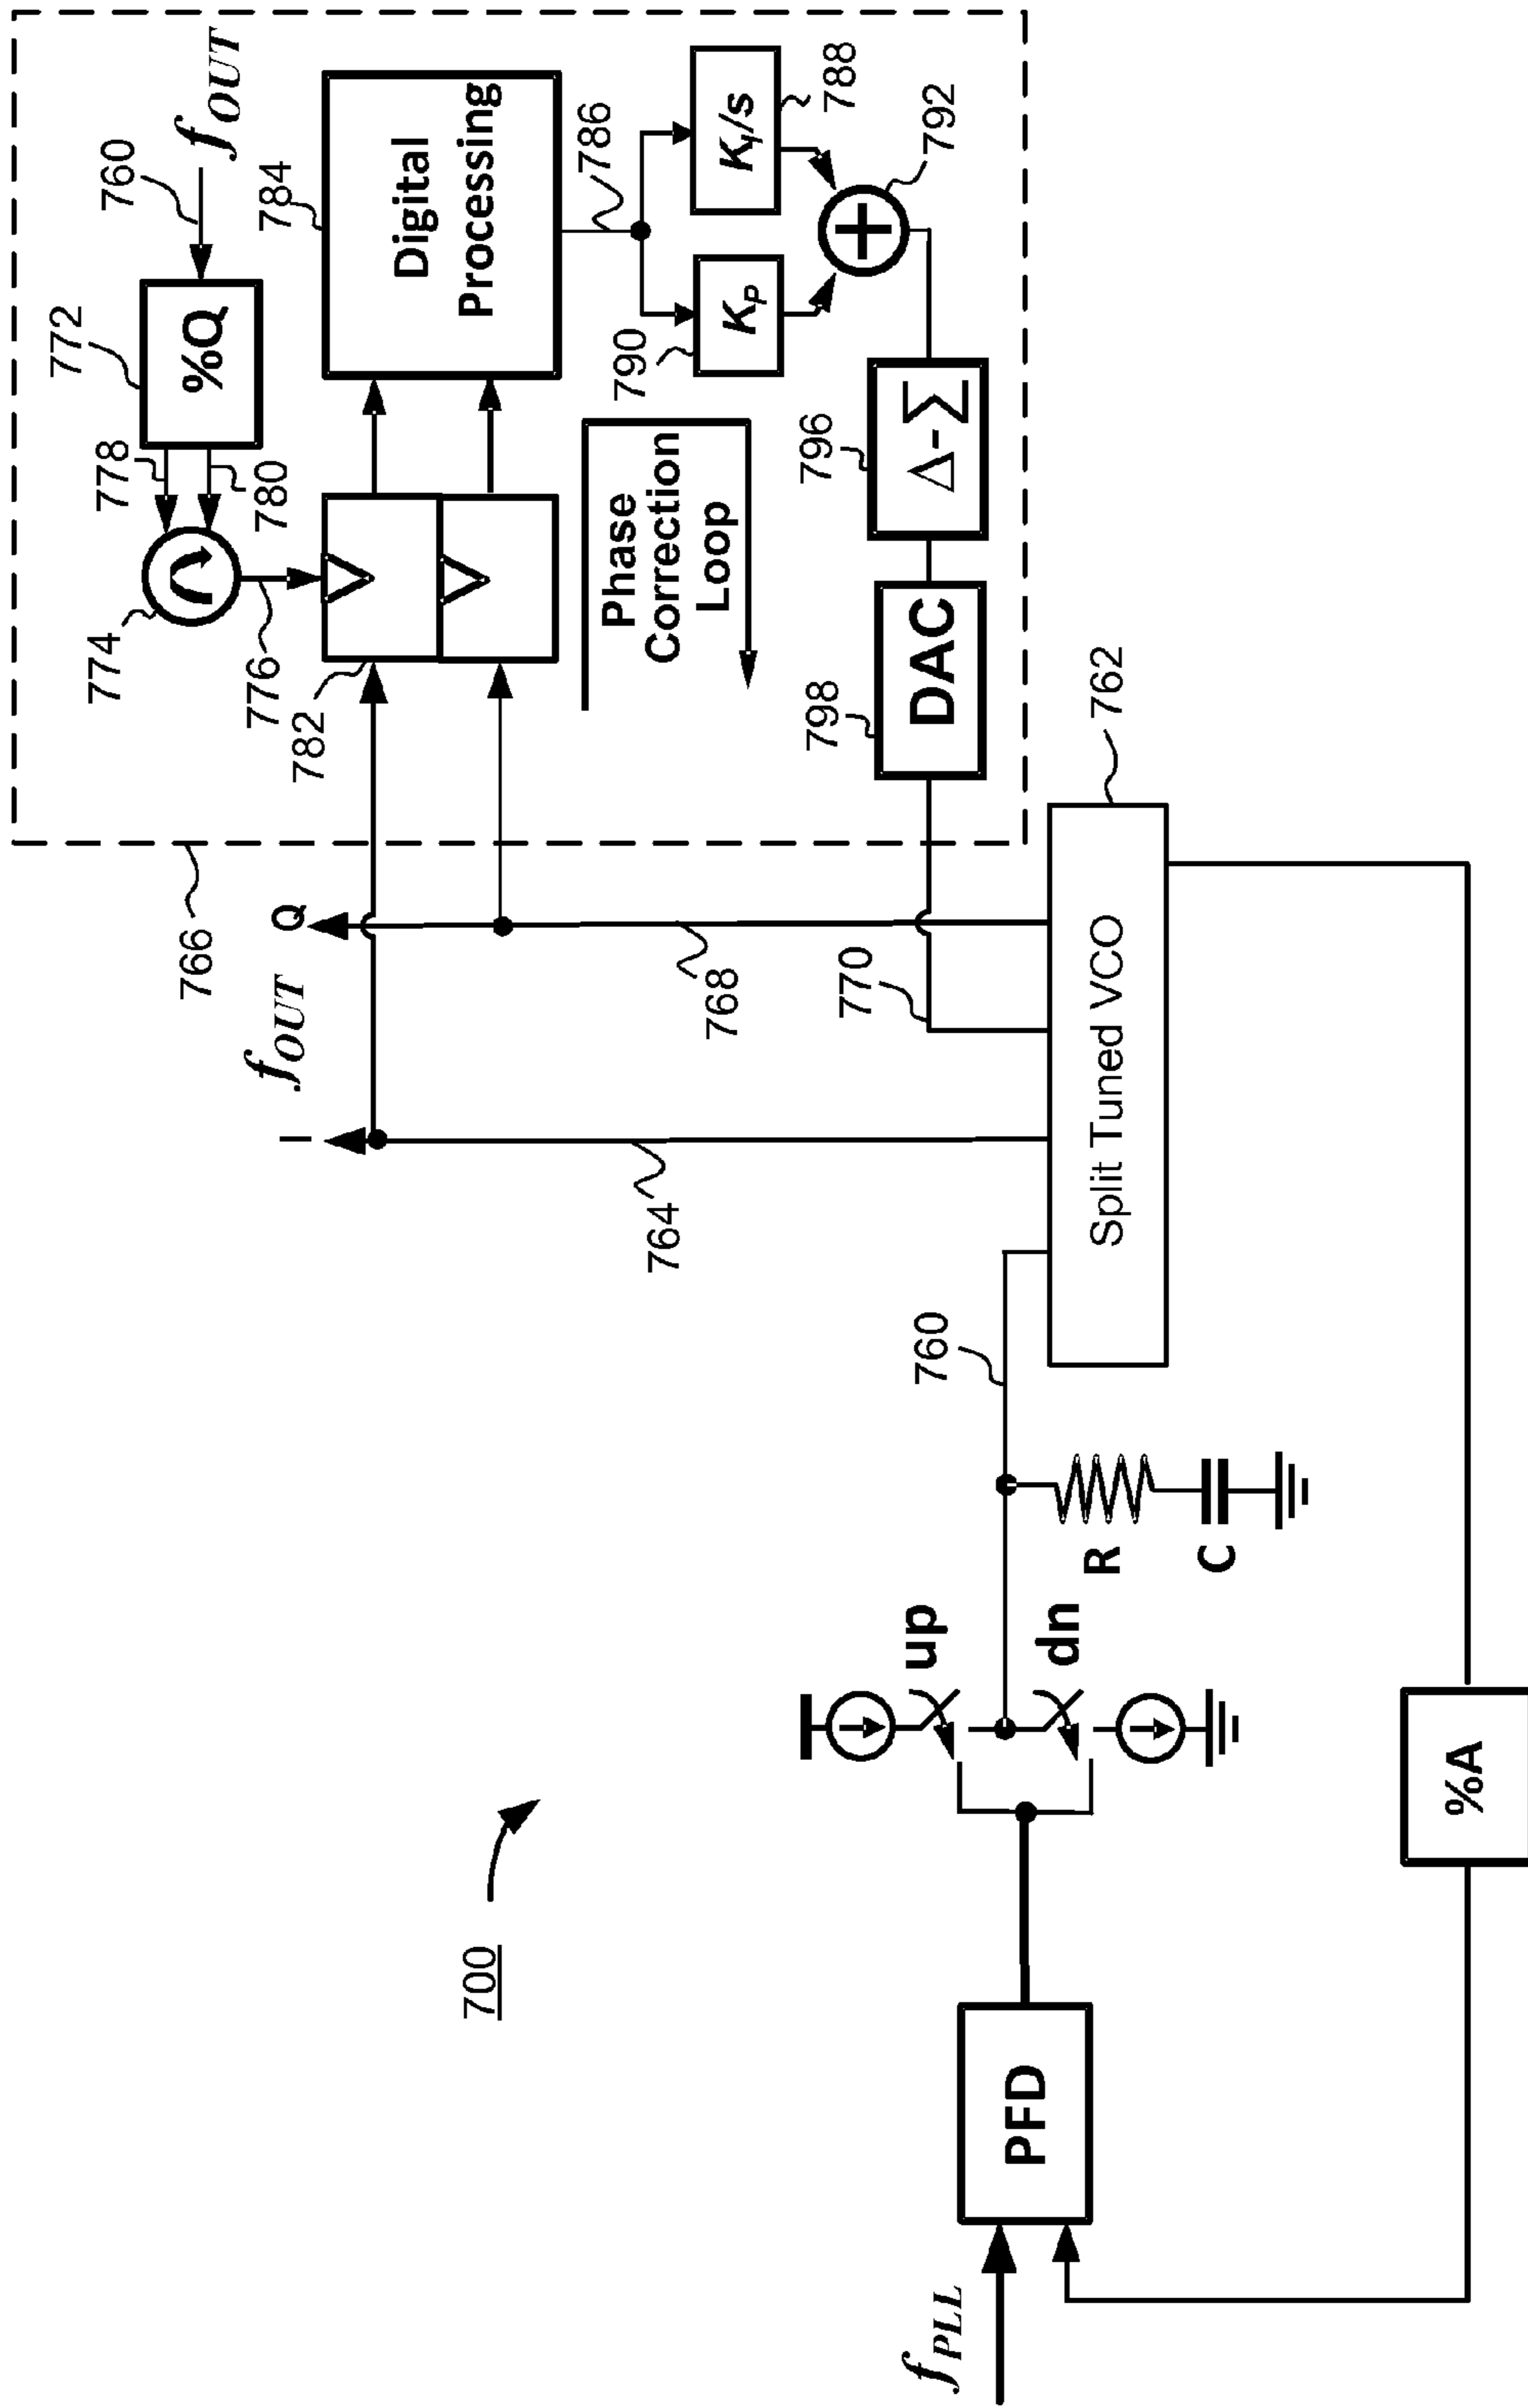 700
f_PLL
PFD
up
dn
R
C
%A
760
Split Tuned VCO
762
764
768
770
I
f_OUT
Q
766
774
776
778
780
772
%Q
760
f_OUT
782
784
Digital
Processing
786
Phase
Correction
Loop
790
K_P
K_I/s
788
792
796
Δ-Σ
798
DAC